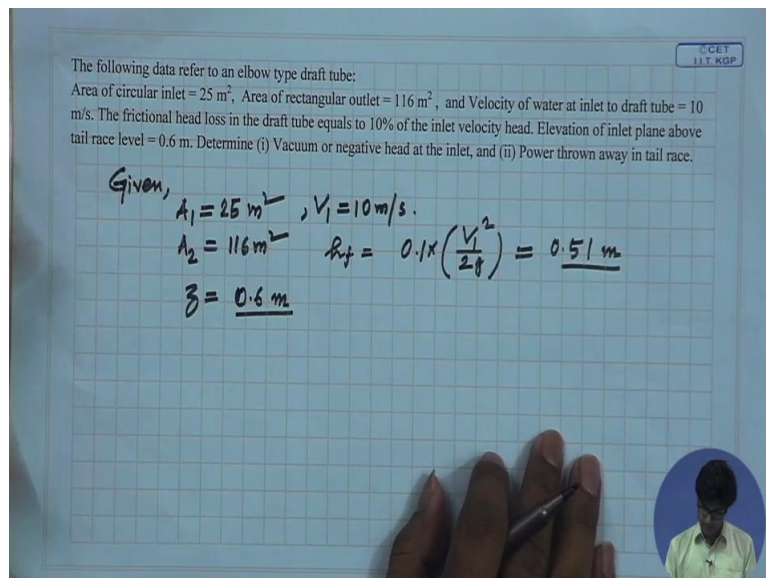 © CET
I.I.T. KGP
The following data refer to an elbow type draft tube:
Area of circular inlet = 25 m², Area of rectangular outlet = 116 m² , and Velocity of water at inlet to draft tube = 10
m/s. The frictional head loss in the draft tube equals to 10% of the inlet velocity head. Elevation of inlet plane above
tail race level = 0.6 m. Determine (i) Vacuum or negative head at the inlet, and (ii) Power thrown away in tail race.
Given,
A₁ = 25 m² , V₁ = 10 m/s.
A₂ = 116 m² h_f = 0.1× (V₁²/2g) = 0.51 m
z = 0.6 m